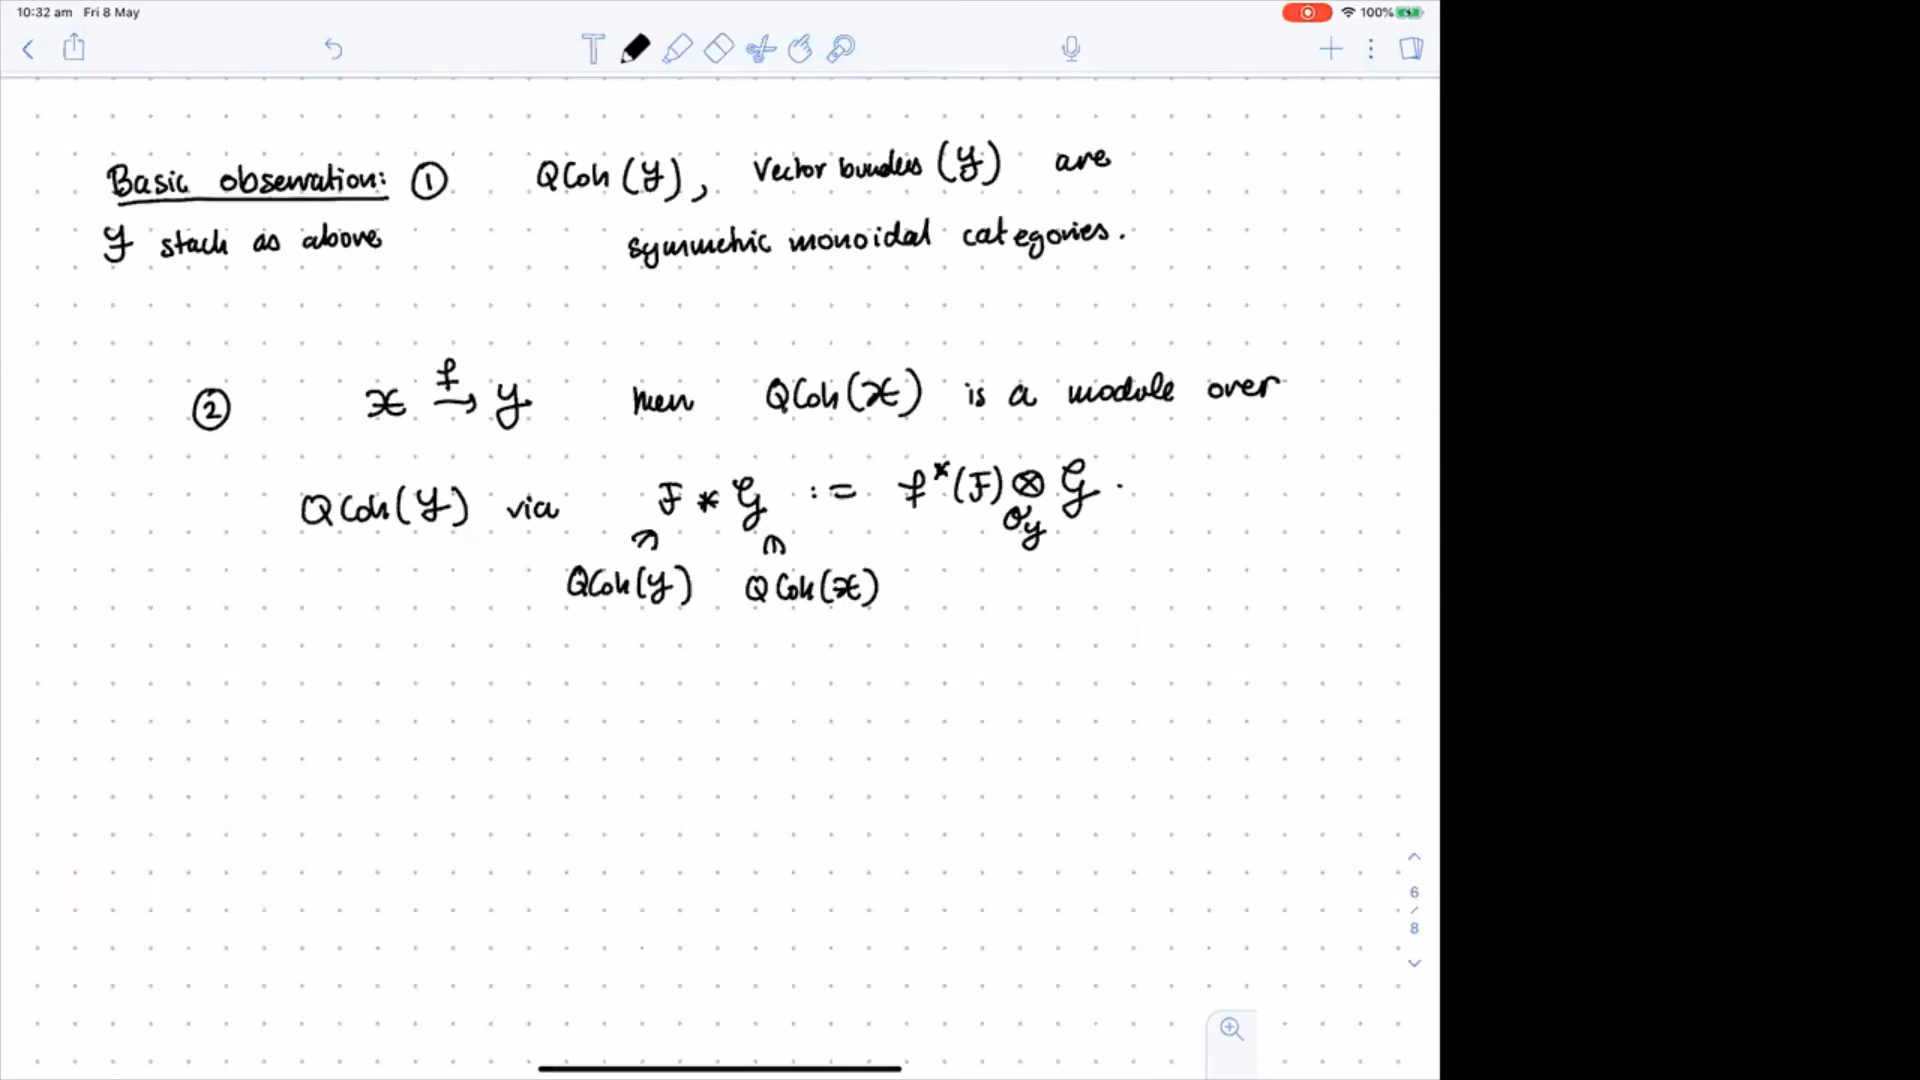 10:32 am Fri 8 May
100%
Basic observation: ① QCoh(𝒴), Vector bundles (𝒴) are
𝒴 stack as above symmetric monoidal categories.
② 𝒳 →^f 𝒴 then QCoh(𝒳) is a module over
QCoh(𝒴) via F * 𝒢 := f*(F) ⊗_{𝒪_𝒴} 𝒢.
QCoh(𝒴) QCoh(𝒳)
6
/
8